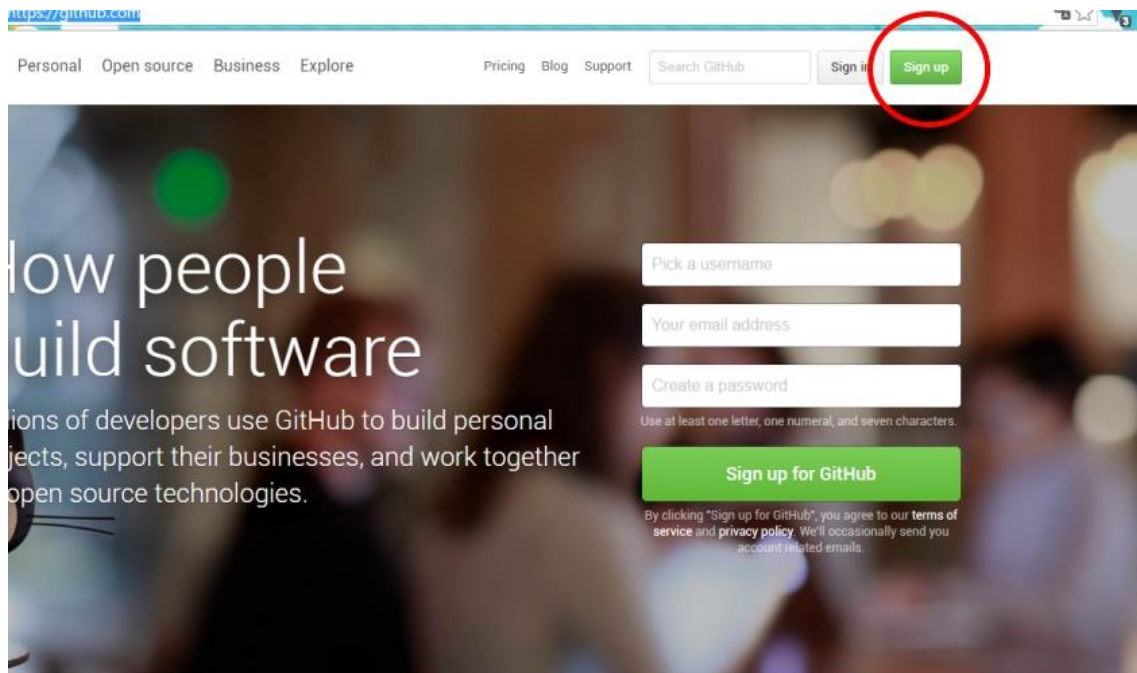 https://github.com
3
Personal Open source Business Explore Pricing Blog Support Search GitHub Sign in Sign up
How people
uild software
Pick a username
Your email address
Create a password
Use at least one letter, one numeral, and seven characters.
lions of developers use GitHub to build personal
jects, support their businesses, and work together
open source technologies.
Sign up for GitHub
By clicking "Sign up for GitHub", you agree to our terms of
service and privacy policy. We'll occasionally send you
account related emails.